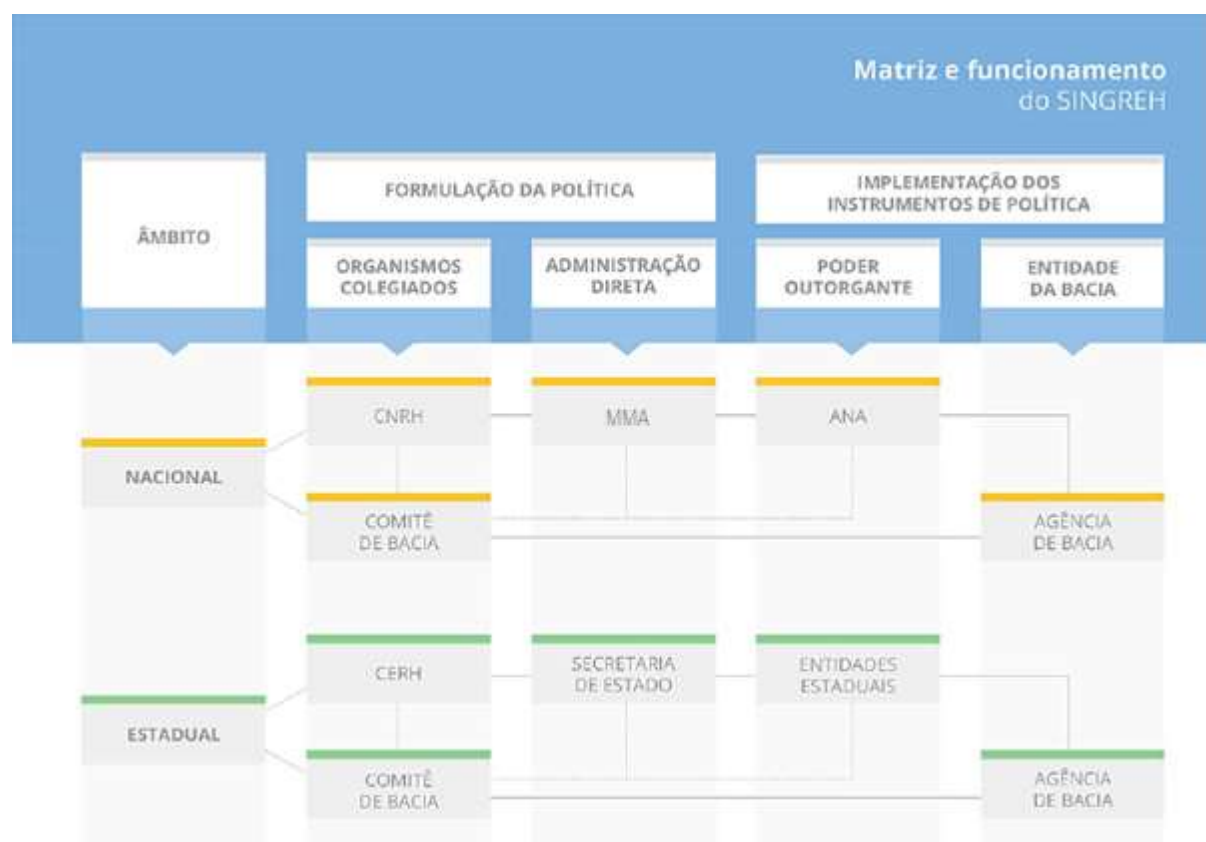 Matriz e funcionamento
do SINGREH
ÂMBITO
FORMULAÇÃO DA POLÍTICA
IMPLEMENTAÇÃO DOS
INSTRUMENTOS DE POLÍTICA
ORGANISMOS
COLEGIADOS
ADMINISTRAÇÃO
DIRETA
PODER
OUTORGANTE
ENTIDADE
DA BACIA
NACIONAL
CNRH
MMA
ANA
COMITÊ
DE BACIA
AGÊNCIA
DE BACIA
ESTADUAL
CERH
SECRETARIA
DE ESTADO
ENTIDADES
ESTADUAIS
COMITÊ
DE BACIA
AGÊNCIA
DE BACIA